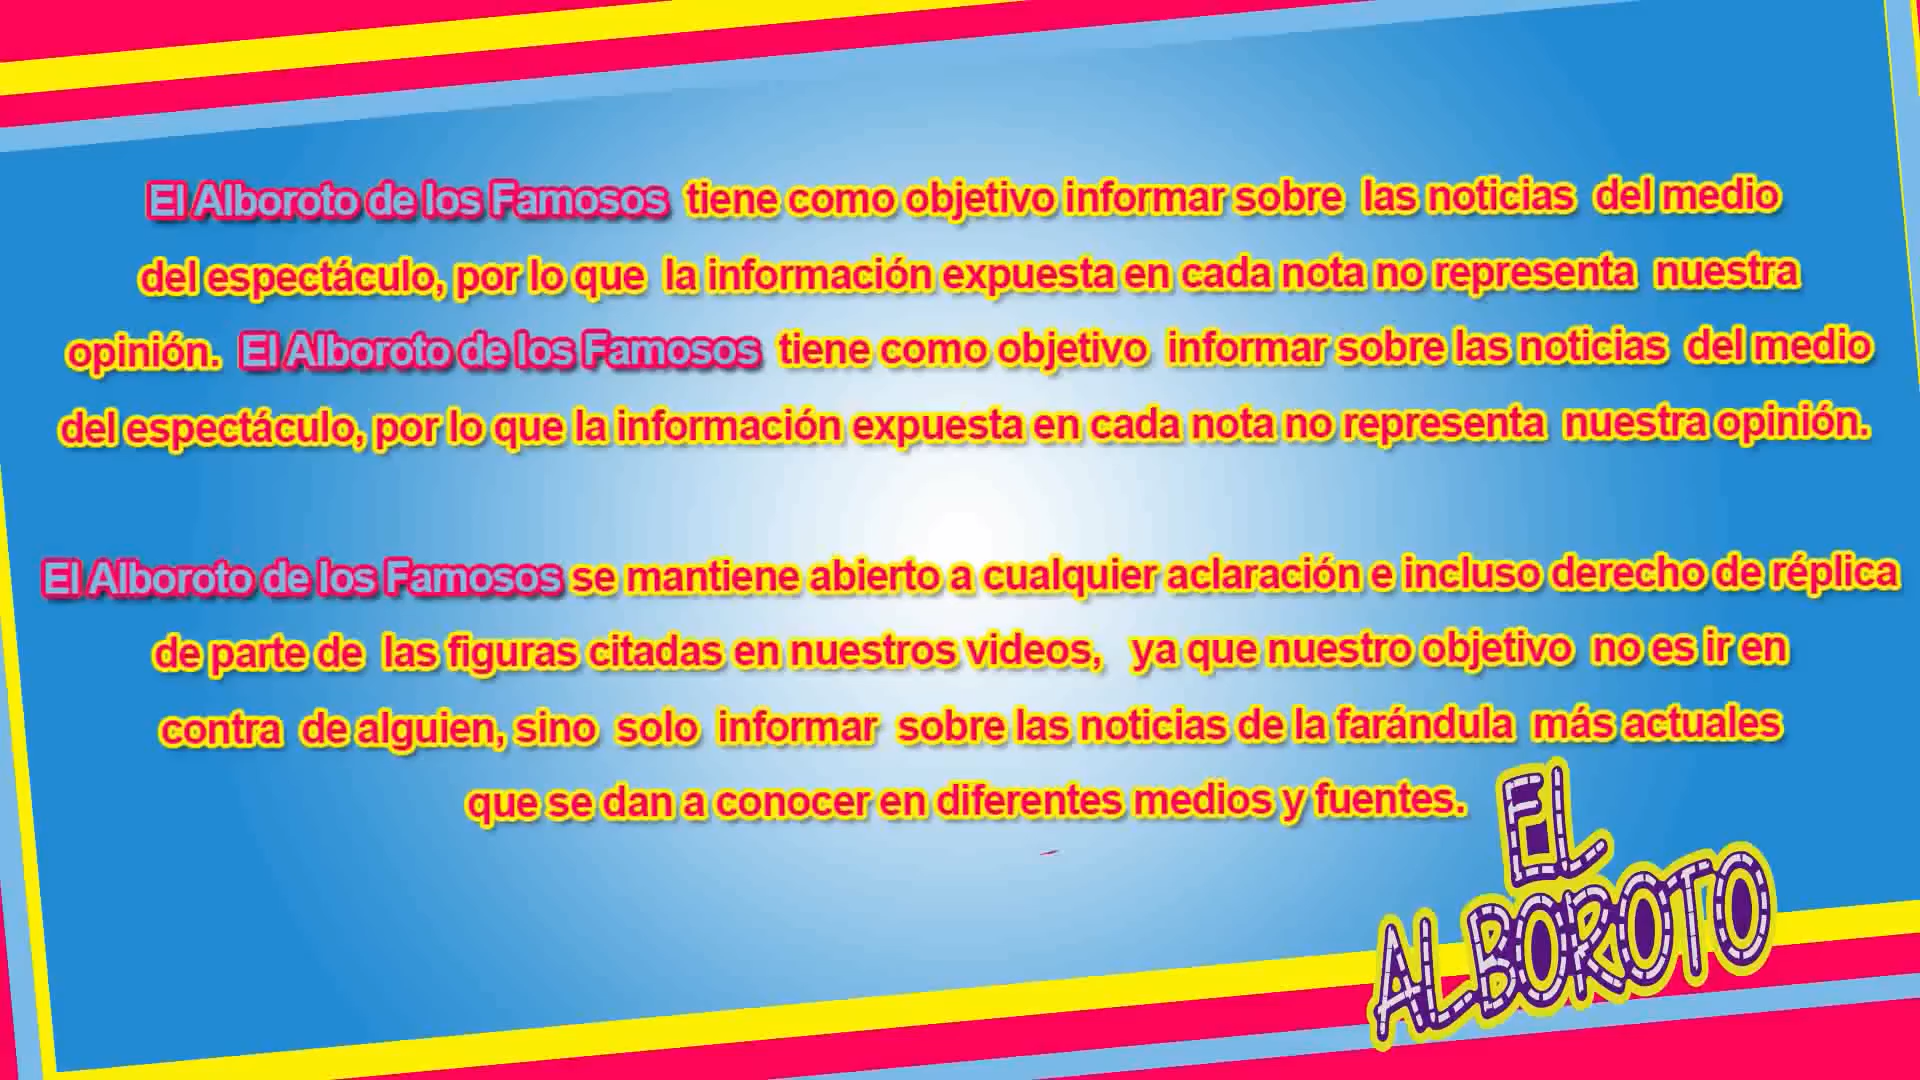 El Alboroto de los Famosos tiene como objetivo informar sobre las noticias del medio
del espectáculo, por lo que la información expuesta en cada nota no representa nuestra
opinión. El Alboroto de los Famosos tiene como objetivo informar sobre las noticias del medio
del espectáculo, por lo que la información expuesta en cada nota no representa nuestra opinión.
El Alboroto de los Famosos se mantiene abierto a cualquier aclaración e incluso derecho de réplica
de parte de las figuras citadas en nuestros videos, ya que nuestro objetivo no es ir en
contra de alguien, sino solo informar sobre las noticias de la farándula más actuales
que se dan a conocer en diferentes medios y fuentes.
EL
ALBOROTO